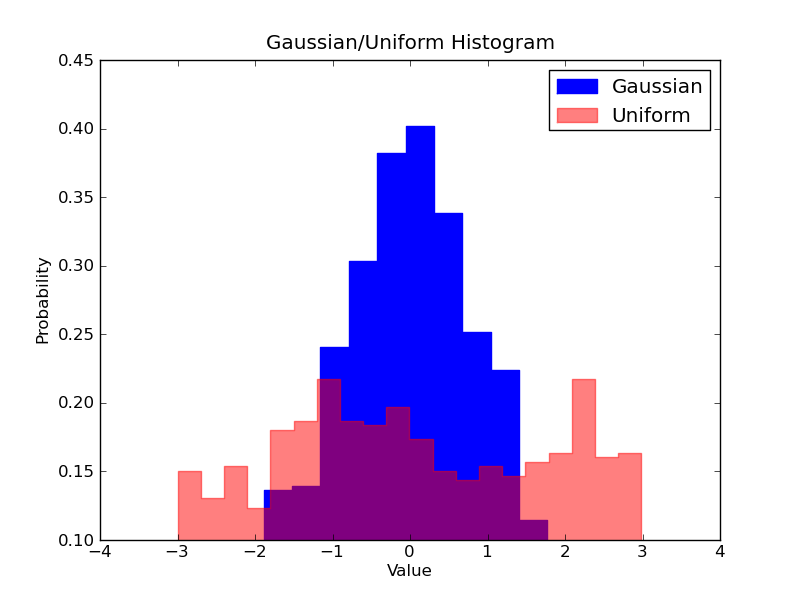 Gaussian/Uniform Histogram
Gaussian
Uniform
0.45
0.40
0.35
0.30
0.25
0.20
0.15
0.10
Probability
−4 −3 −2 −1 0 1 2 3 4
Value